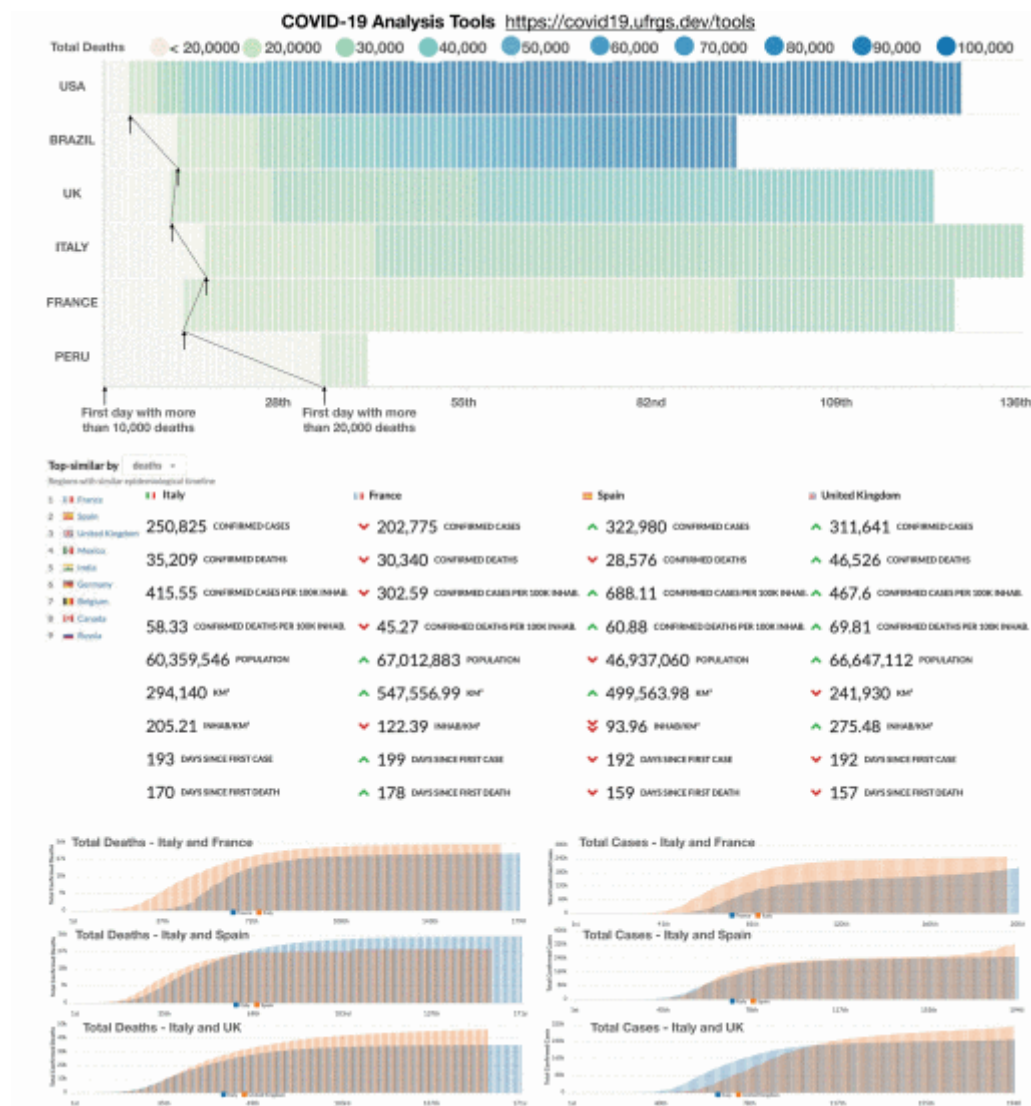 COVID-19 Analysis Tools https://covid19.ufrgs.dev/tools
Total Deaths < 20,0000 20,0000 30,000 40,000 50,000 60,000 70,000 80,000 90,000 100,000
USA
BRAZIL
UK
ITALY
FRANCE
PERU
28th 55th 82nd 109th 136th
First day with more than 10,000 deaths
First day with more than 20,000 deaths
Top-similar by deaths
Regions with similar epidemiological timeline
1 France
2 Spain
3 United Kingdom
4 Mexico
5 India
6 Germany
7 Belgium
8 Canada
9 Russia
Italy France Spain United Kingdom
250,825 CONFIRMED CASES 202,775 CONFIRMED CASES 322,980 CONFIRMED CASES 311,641 CONFIRMED CASES
35,209 CONFIRMED DEATHS 30,340 CONFIRMED DEATHS 28,576 CONFIRMED DEATHS 46,526 CONFIRMED DEATHS
415.55 CONFIRMED CASES PER 100K INHAB. 302.59 CONFIRMED CASES PER 100K INHAB. 688.11 CONFIRMED CASES PER 100K INHAB. 467.6 CONFIRMED CASES PER 100K INHAB.
58.33 CONFIRMED DEATHS PER 100K INHAB. 45.27 CONFIRMED DEATHS PER 100K INHAB. 60.88 CONFIRMED DEATHS PER 100K INHAB. 69.81 CONFIRMED DEATHS PER 100K INHAB.
60,359,546 POPULATION 67,012,883 POPULATION 46,937,060 POPULATION 66,647,112 POPULATION
294,140 KM² 547,556.99 KM² 499,563.98 KM² 241,930 KM²
205.21 INHAB/KM² 122.39 INHAB/KM² 93.96 INHAB/KM² 275.48 INHAB/KM²
193 DAYS SINCE FIRST CASE 199 DAYS SINCE FIRST CASE 192 DAYS SINCE FIRST CASE 192 DAYS SINCE FIRST CASE
170 DAYS SINCE FIRST DEATH 178 DAYS SINCE FIRST DEATH 159 DAYS SINCE FIRST DEATH 157 DAYS SINCE FIRST DEATH
Total Deaths - Italy and France
Total Cases - Italy and France
Total Deaths - Italy and Spain
Total Cases - Italy and Spain
Total Deaths - Italy and UK
Total Cases - Italy and UK